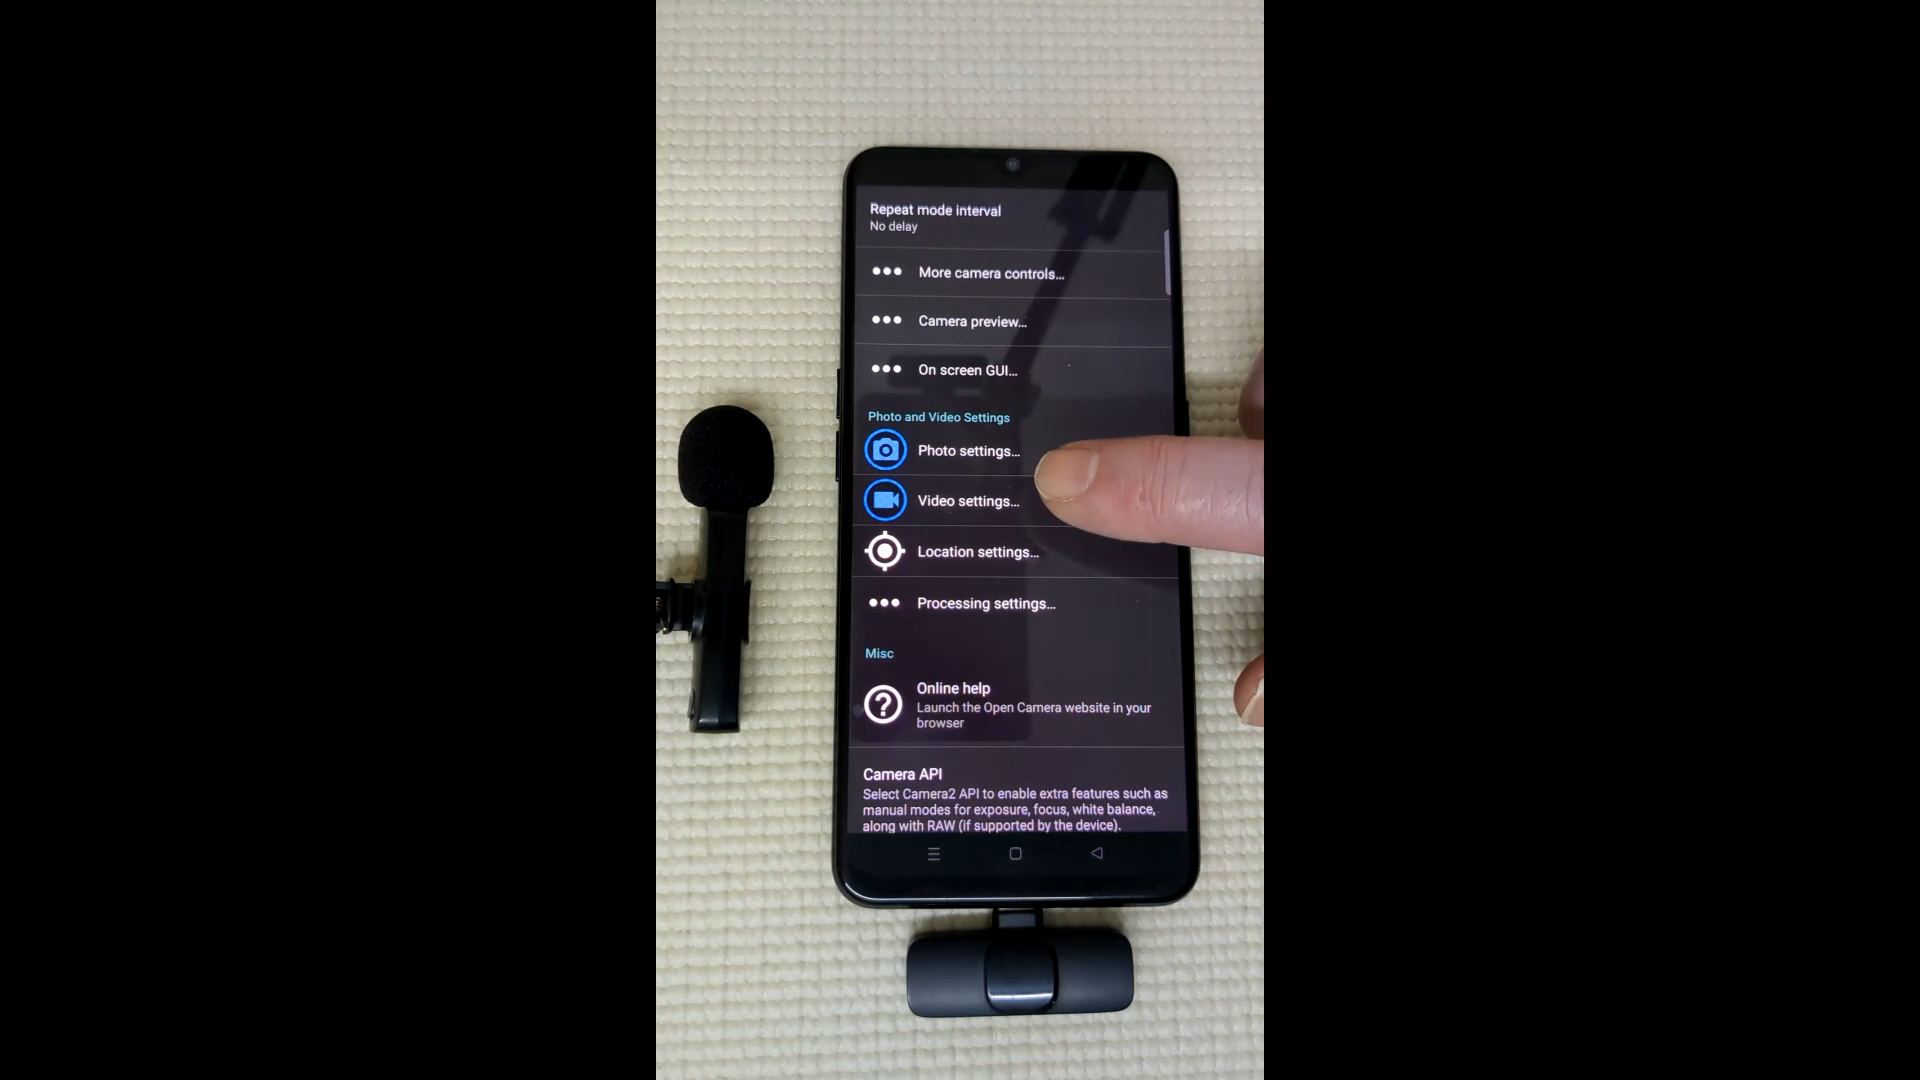 Repeat mode interval
No delay
More camera controls...
Camera preview...
On screen GUI...
Photo and Video Settings
Photo settings...
Video settings...
Location settings...
Processing settings...
Misc
Online help
Launch the Open Camera website in your
browser
Camera API
Select Camera2 API to enable extra features such as
manual modes for exposure, focus, white balance,
along with RAW (if supported by the device).